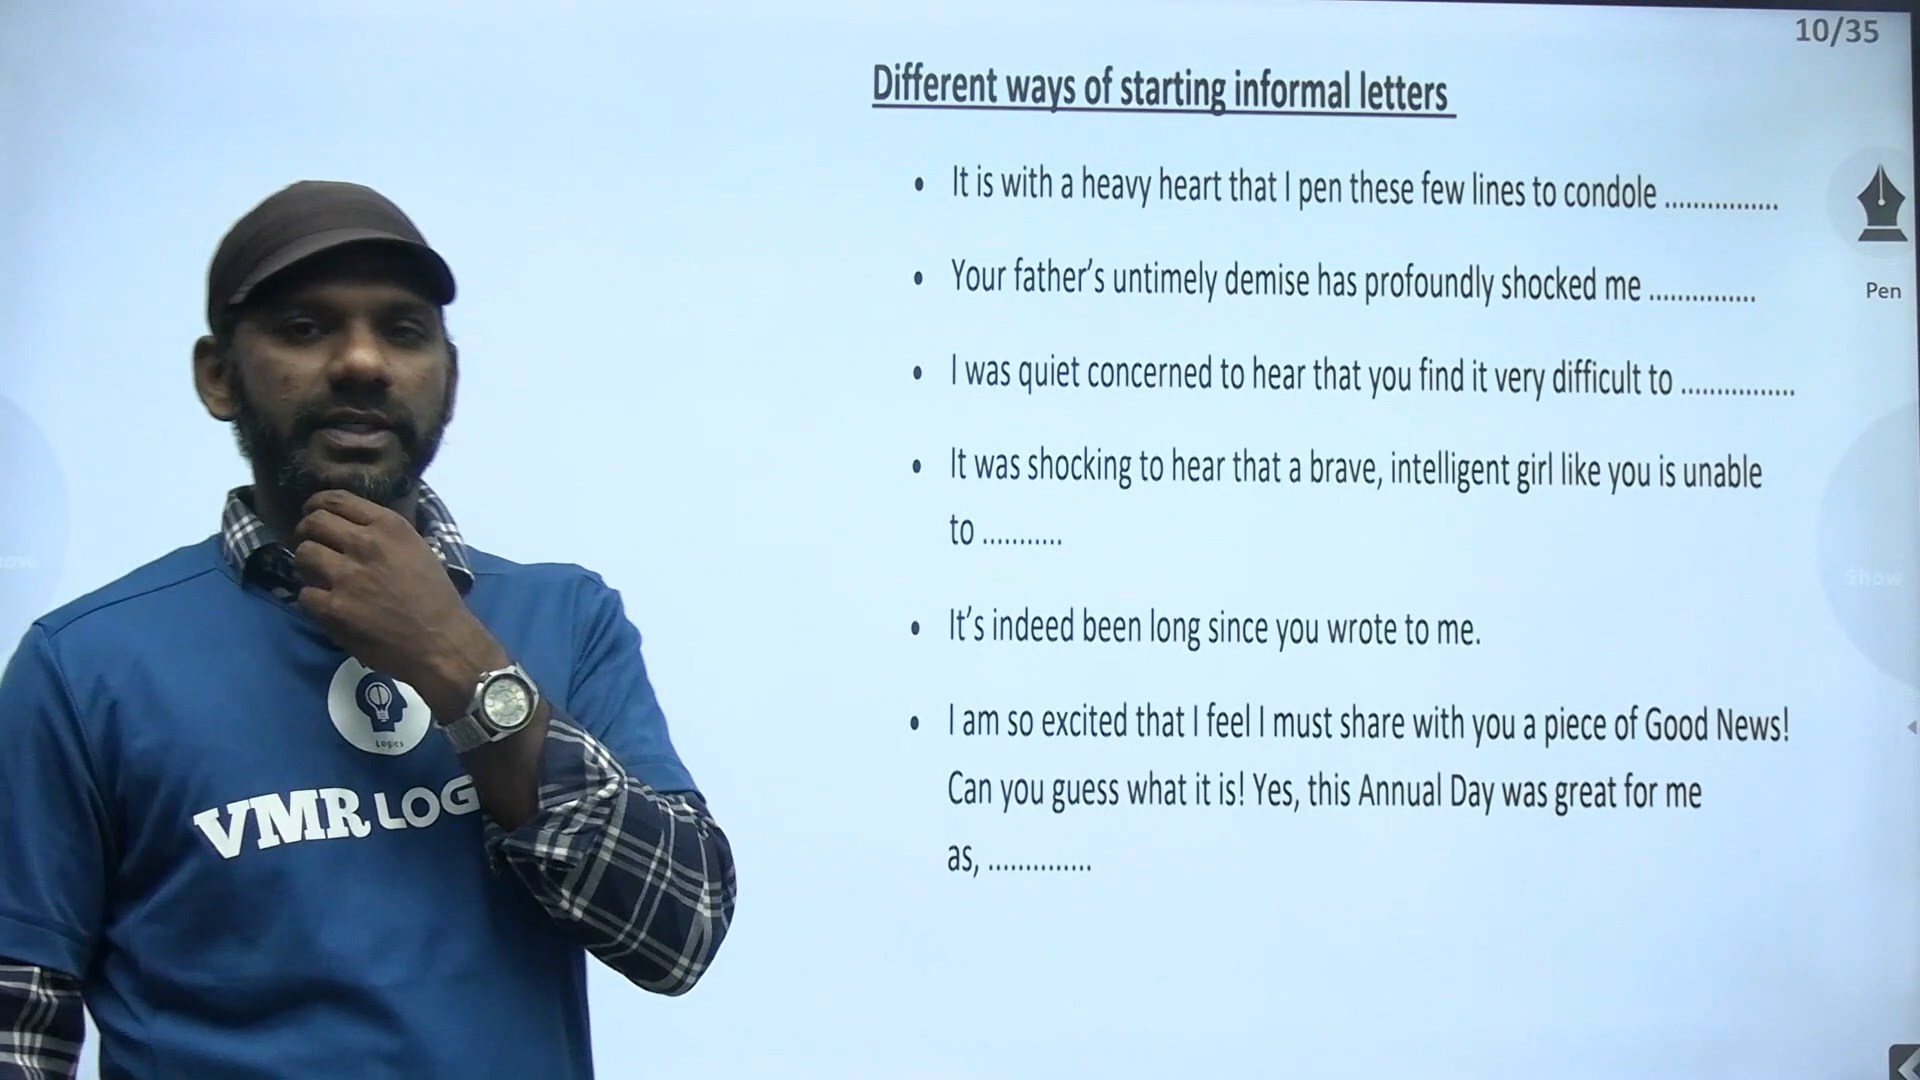 10/35
Different ways of starting informal letters
• It is with a heavy heart that I pen these few lines to condole ................
• Your father's untimely demise has profoundly shocked me ...............
Pen
• I was quiet concerned to hear that you find it very difficult to ................
• It was shocking to hear that a brave, intelligent girl like you is unable
to ...........
Show
• It's indeed been long since you wrote to me.
• I am so excited that I feel I must share with you a piece of Good News!
Can you guess what it is! Yes, this Annual Day was great for me
as, ..............
Logics
VMR LOG